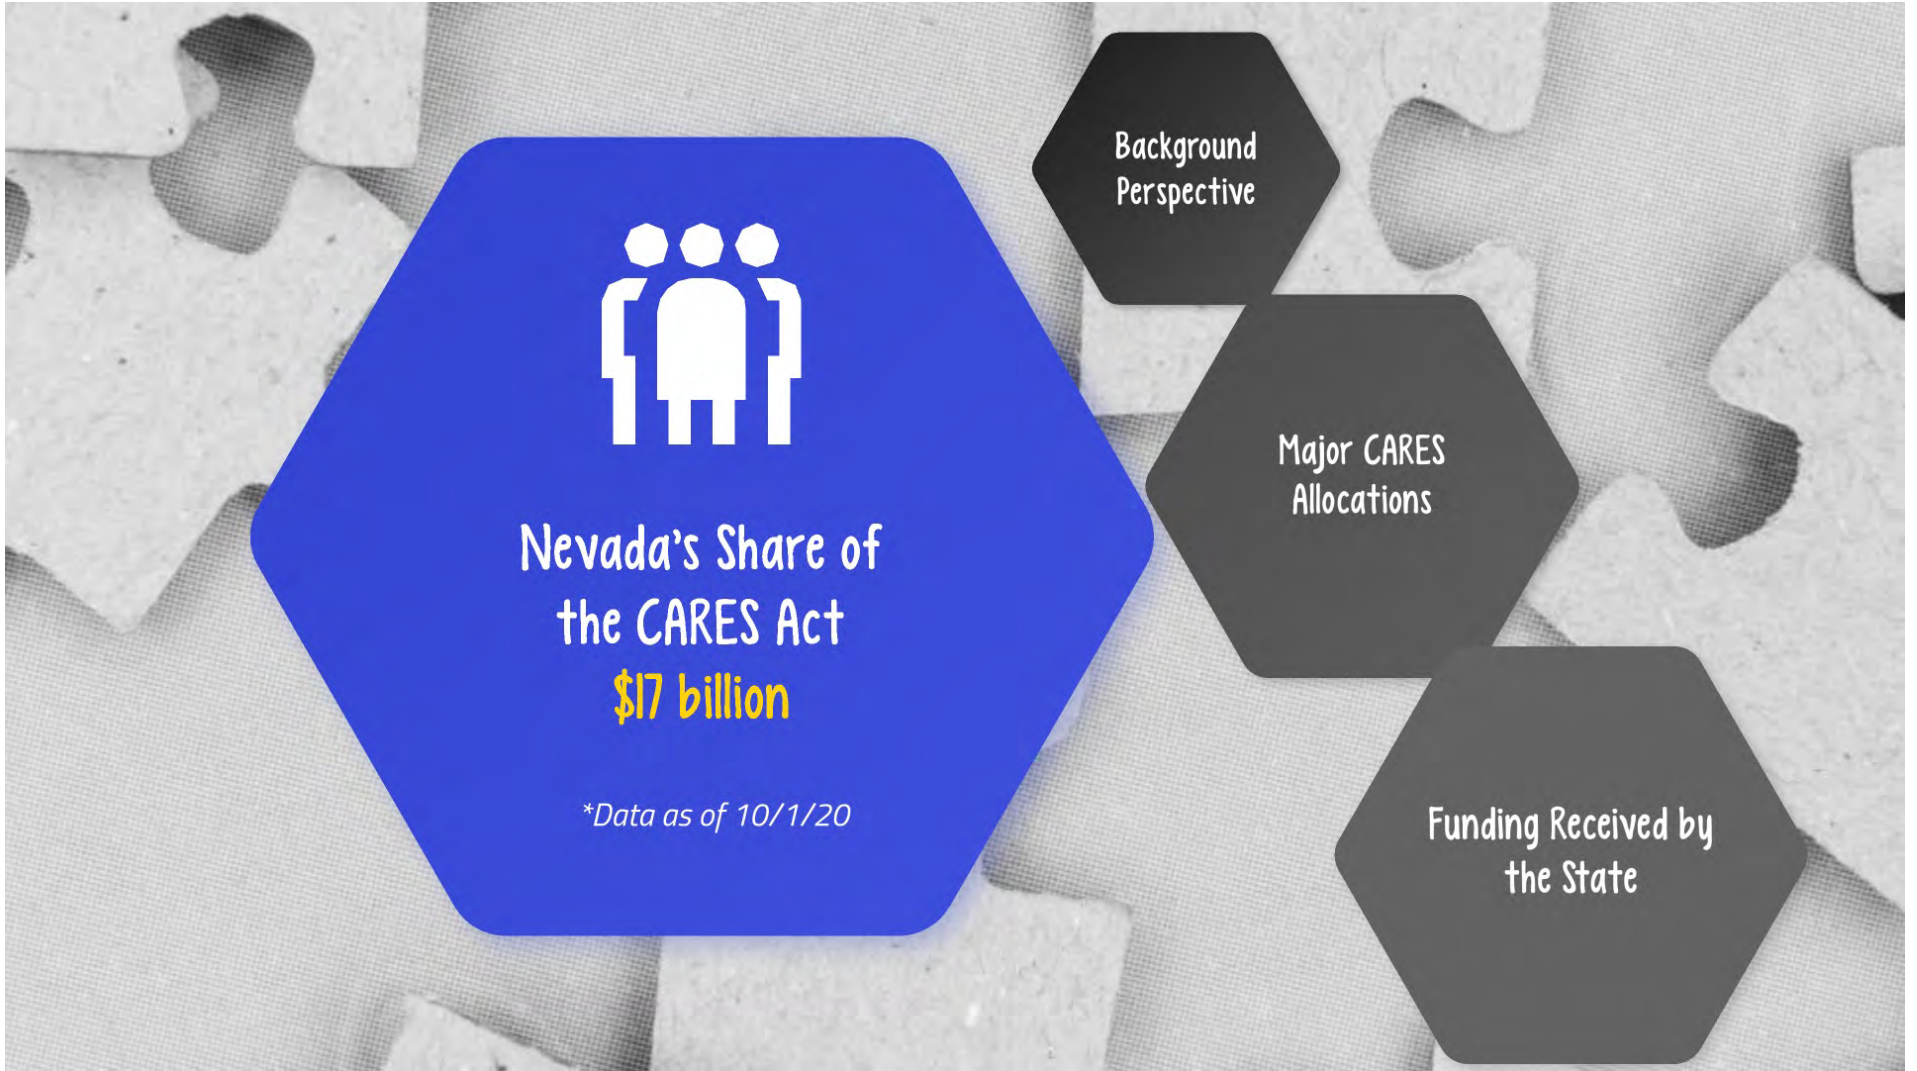 Background
Perspective
Nevada's Share of
the CARES Act
$17 billion
*Data as of 10/1/20
Major CARES
Allocations
Funding Received by
the State